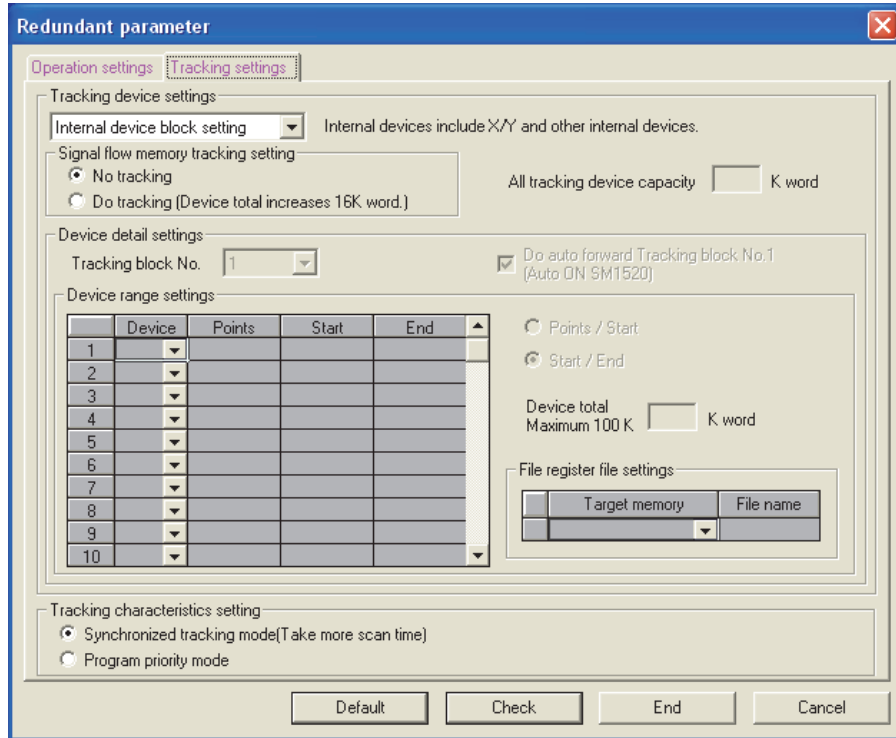 Redundant parameter
Operation settings Tracking settings
Tracking device settings
Internal device block setting Internal devices include X/Y and other internal devices.
Signal flow memory tracking setting
No tracking
Do tracking (Device total increases 16K word.)
All tracking device capacity K word
Device detail settings
Tracking block No. 1
Do auto forward Tracking block No.1
(Auto ON SM1520)
Device range settings
Device Points Start End
1
2
3
4
5
6
7
8
9
10
Points / Start
Start / End
Device total
Maximum 100 K K word
File register file settings
Target memory File name
Tracking characteristics setting
Synchronized tracking mode(Take more scan time)
Program priority mode
Default Check End Cancel